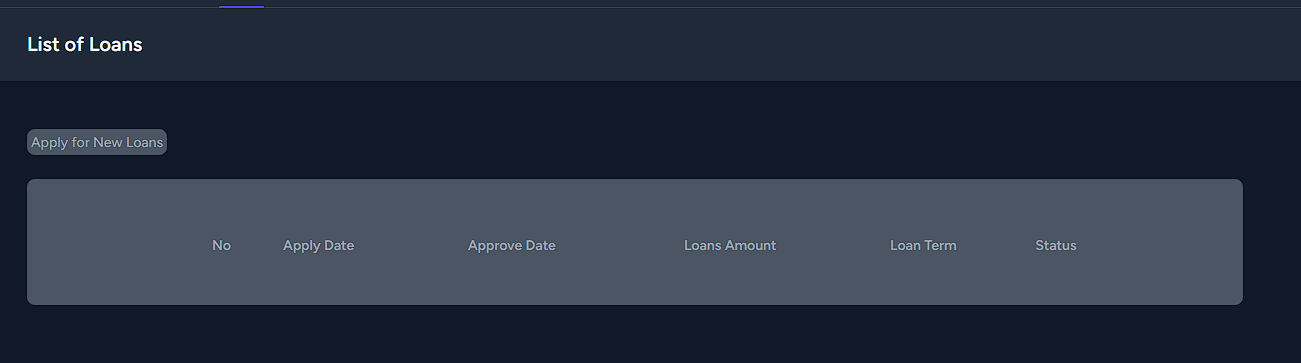 List of Loans
Apply for New Loans
No Apply Date Approve Date Loans Amount Loan Term Status